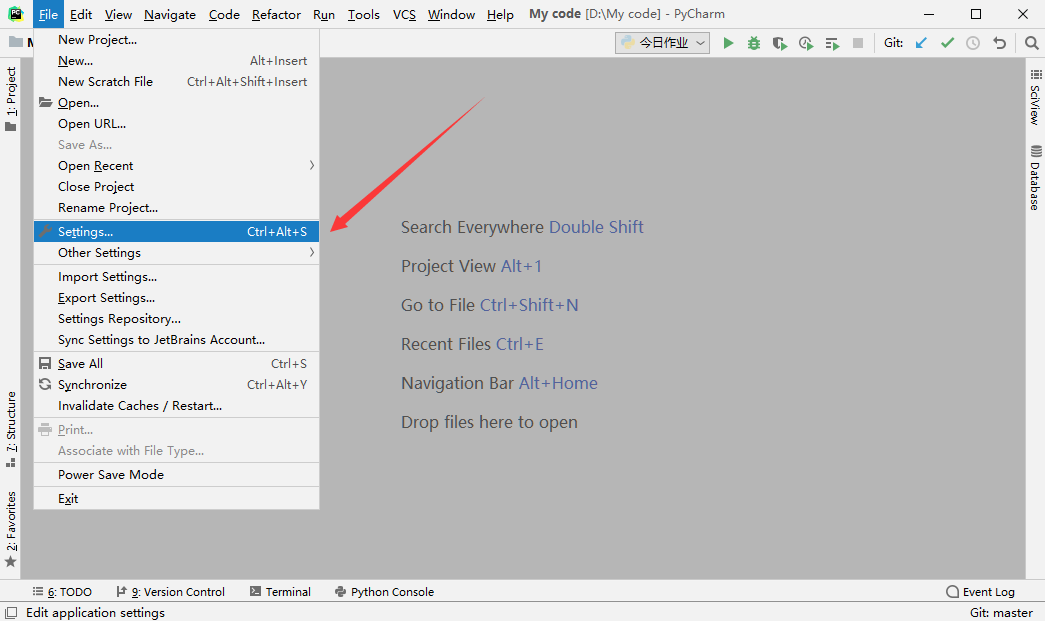 File Edit View Navigate Code Refactor Run Tools VCS Window Help My code [D:\My code] - PyCharm
M 今日作业 Git:
New Project...
New... Alt+Insert
New Scratch File Ctrl+Alt+Shift+Insert
Open...
Open URL...
Save As...
Open Recent
Close Project
Rename Project...
Settings... Ctrl+Alt+S
Other Settings
Import Settings...
Export Settings...
Settings Repository...
Sync Settings to JetBrains Account...
Save All Ctrl+S
Synchronize Ctrl+Alt+Y
Invalidate Caches / Restart...
Print...
Associate with File Type...
Power Save Mode
Exit
1: Project
7: Structure
2: Favorites
Search Everywhere Double Shift
Project View Alt+1
Go to File Ctrl+Shift+N
Recent Files Ctrl+E
Navigation Bar Alt+Home
Drop files here to open
SciView
Database
6: TODO 9: Version Control Terminal Python Console Event Log
Edit application settings Git: master